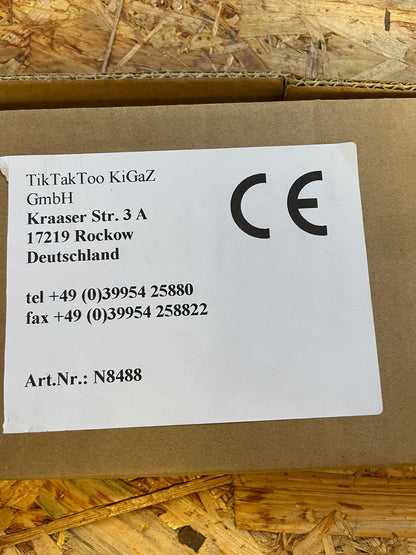 TikTakToo KiGaZ
GmbH
Kraaser Str. 3 A
17219 Rockow
Deutschland
CE
tel +49 (0)39954 25880
fax +49 (0)39954 258822
Art.Nr.: N8488